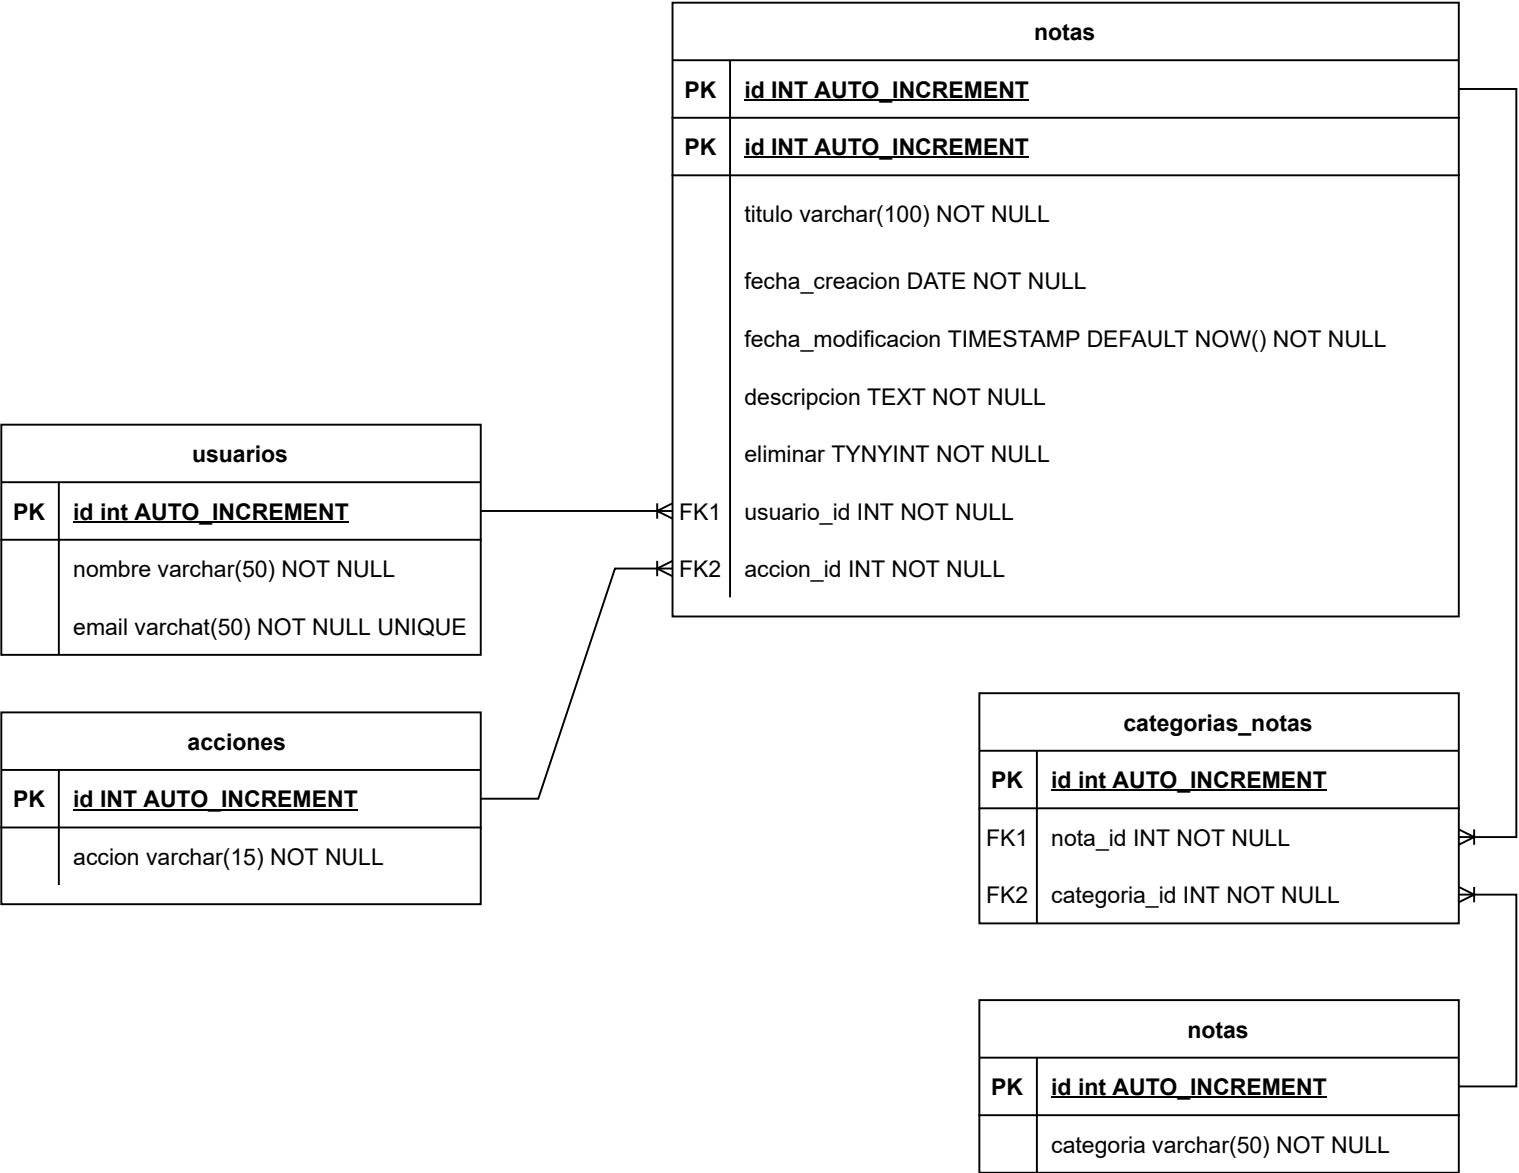 notas
PK id INT AUTO_INCREMENT
PK id INT AUTO_INCREMENT
titulo varchar(100) NOT NULL
fecha_creacion DATE NOT NULL
fecha_modificacion TIMESTAMP DEFAULT NOW() NOT NULL
descripcion TEXT NOT NULL
eliminar TYNYINT NOT NULL
FK1 usuario_id INT NOT NULL
FK2 accion_id INT NOT NULL
usuarios
PK id int AUTO_INCREMENT
nombre varchar(50) NOT NULL
email varchat(50) NOT NULL UNIQUE
acciones
PK id INT AUTO_INCREMENT
accion varchar(15) NOT NULL
categorias_notas
PK id int AUTO_INCREMENT
FK1 nota_id INT NOT NULL
FK2 categoria_id INT NOT NULL
notas
PK id int AUTO_INCREMENT
categoria varchar(50) NOT NULL